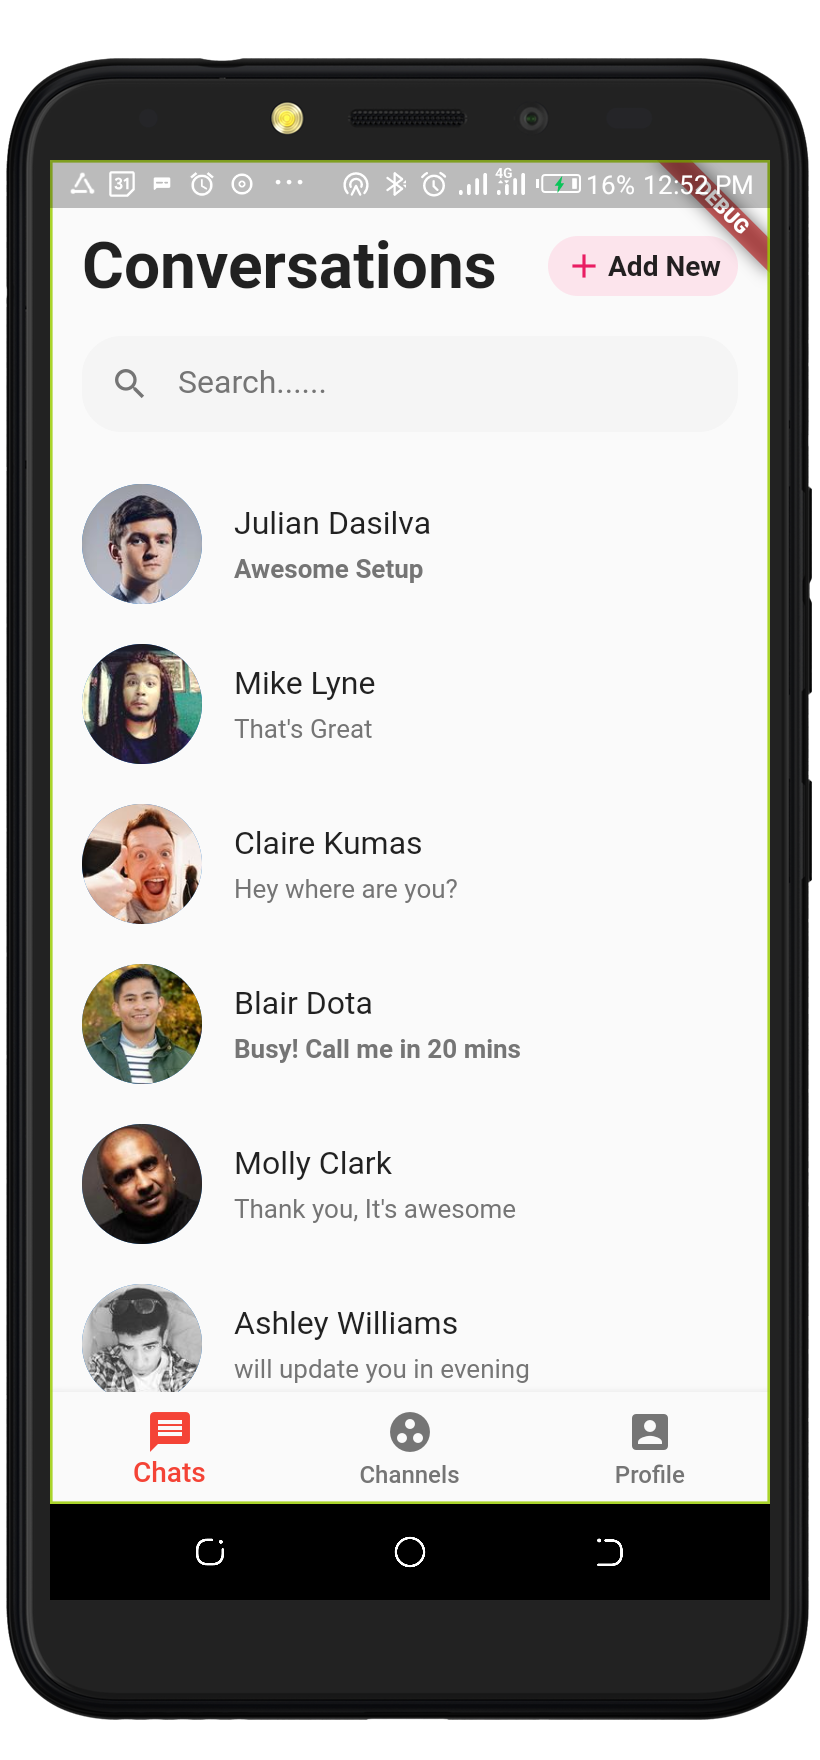 31 4G 16% 12:52 PM
DEBUG
Conversations
Add New
Search......
Julian Dasilva
Awesome Setup
Mike Lyne
That's Great
Claire Kumas
Hey where are you?
Blair Dota
Busy! Call me in 20 mins
Molly Clark
Thank you, It's awesome
Ashley Williams
will update you in evening
Chats Channels Profile